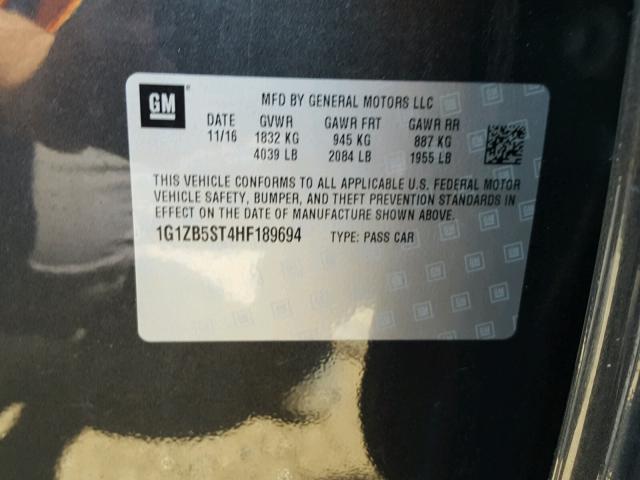 GM
MFD BY GENERAL MOTORS LLC
DATE GVWR GAWR FRT GAWR RR
11/16 1832 KG 945 KG 887 KG
4039 LB 2084 LB 1955 LB
THIS VEHICLE CONFORMS TO ALL APPLICABLE U.S. FEDERAL MOTOR
VEHICLE SAFETY, BUMPER, AND THEFT PREVENTION STANDARDS IN
EFFECT ON THE DATE OF MANUFACTURE SHOWN ABOVE.
1G1ZB5ST4HF189694 TYPE: PASS CAR